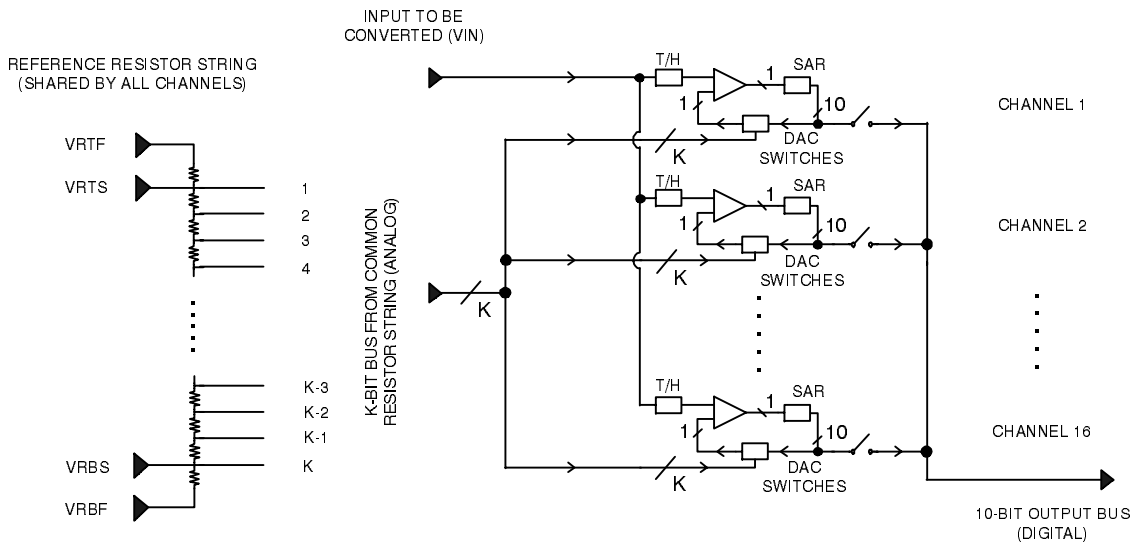 REFERENCE RESISTOR STRING
(SHARED BY ALL CHANNELS)
VRTF
VRTS
1
2
3
4
K-3
K-2
K-1
K
VRBS
VRBF
K-BIT BUS FROM COMMON
RESISTOR STRING (ANALOG)
INPUT TO BE
CONVERTED (VIN)
K
T/H
1
SAR
1
10
DAC
SWITCHES
K
CHANNEL 1
T/H
1
SAR
1
10
DAC
SWITCHES
K
CHANNEL 2
T/H
1
SAR
1
10
DAC
SWITCHES
K
CHANNEL 16
10-BIT OUTPUT BUS
(DIGITAL)